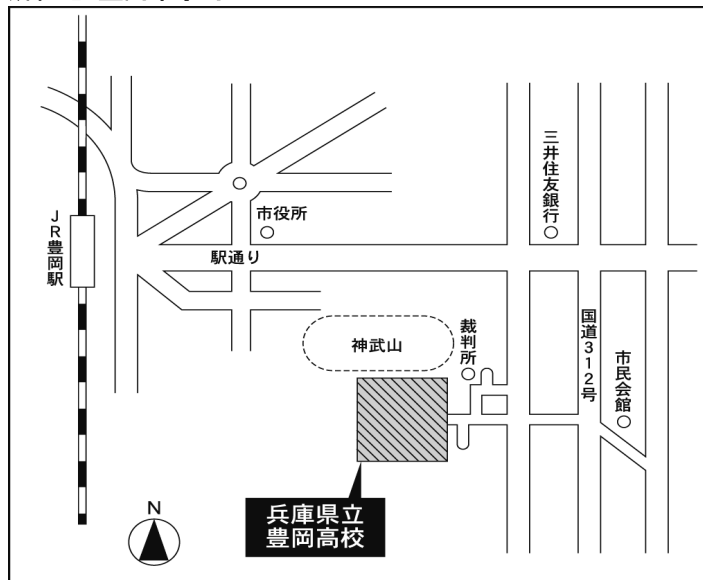 三井住友銀行
市役所
JR豊岡駅
駅通り
国道312号
裁判所
神武山
市民会館
兵庫県立
豊岡高校
N